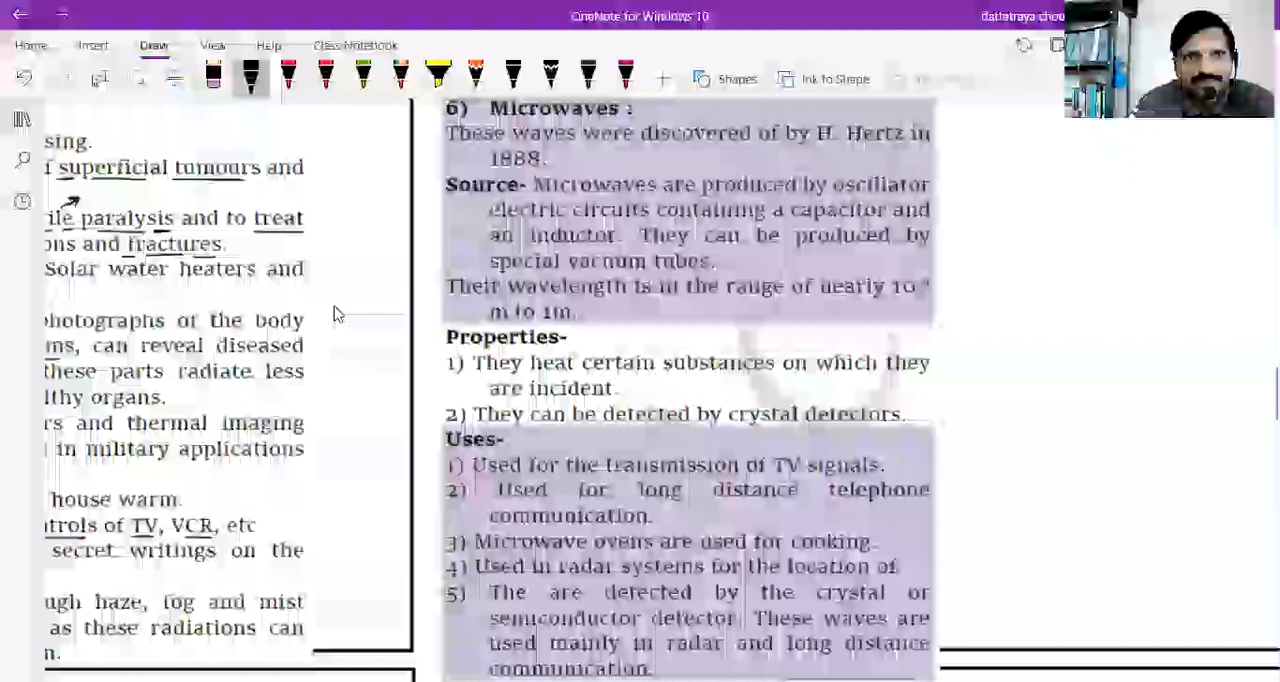 OneNote for Windows 10
dattatraya chou
Home Insert Draw View Help Class Notebook
Shapes Ink to Shape
sing.
f superficial tumours and
ile paralysis and to treat
ons and fractures.
Solar water heaters and
photographs of the body
ms, can reveal diseased
these parts radiate less
lthy organs.
rs and thermal imaging
in military applications
house warm.
trols of TV, VCR, etc
secret writings on the
ugh haze, fog and mist
as these radiations can
n.
6) Microwaves :
These waves were discovered of by H. Hertz in
1888.
Source- Microwaves are produced by oscillator
electric circuits containing a capacitor and
an inductor. They can be produced by
special vacuum tubes.
Their wavelength is in the range of nearly 10
m to 1m.
Properties-
1) They heat certain substances on which they
are incident.
2) They can be detected by crystal detectors.
Uses-
1) Used for the transmission of TV signals.
2) Used for long distance telephone
communication.
3) Microwave ovens are used for cooking.
4) Used in radar systems for the location of
5) The are detected by the crystal or
semiconductor detector. These waves are
used mainly in radar and long distance
communication.